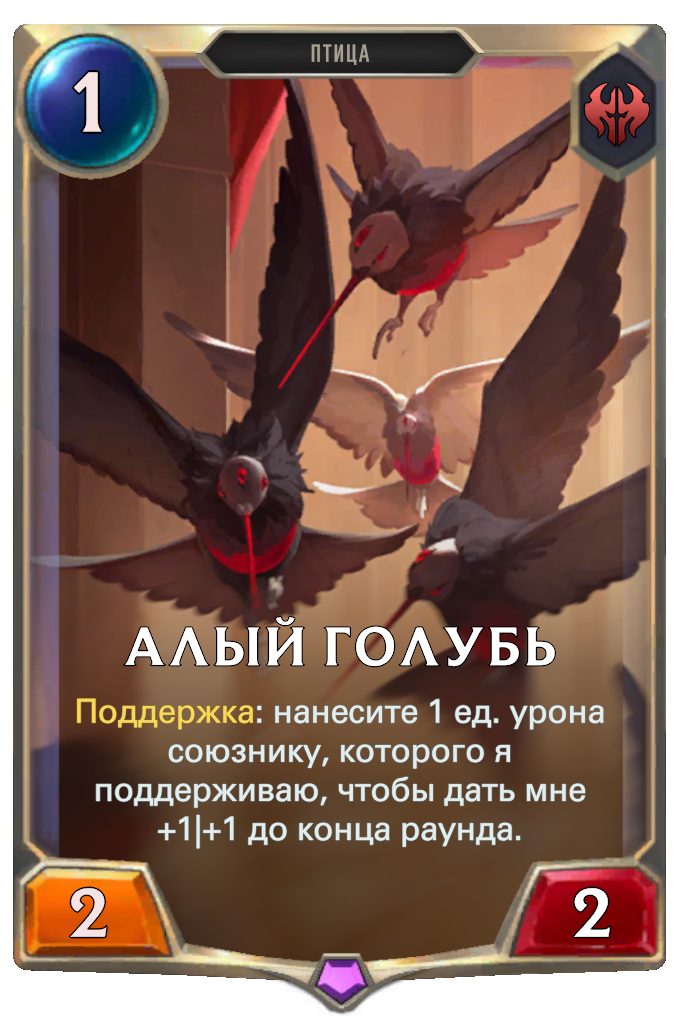 ПТИЦА
1
АЛЫЙ ГОЛУБЬ
Поддержка: нанесите 1 ед. урона
союзнику, которого я
поддерживаю, чтобы дать мне
+1|+1 до конца раунда.
2
2